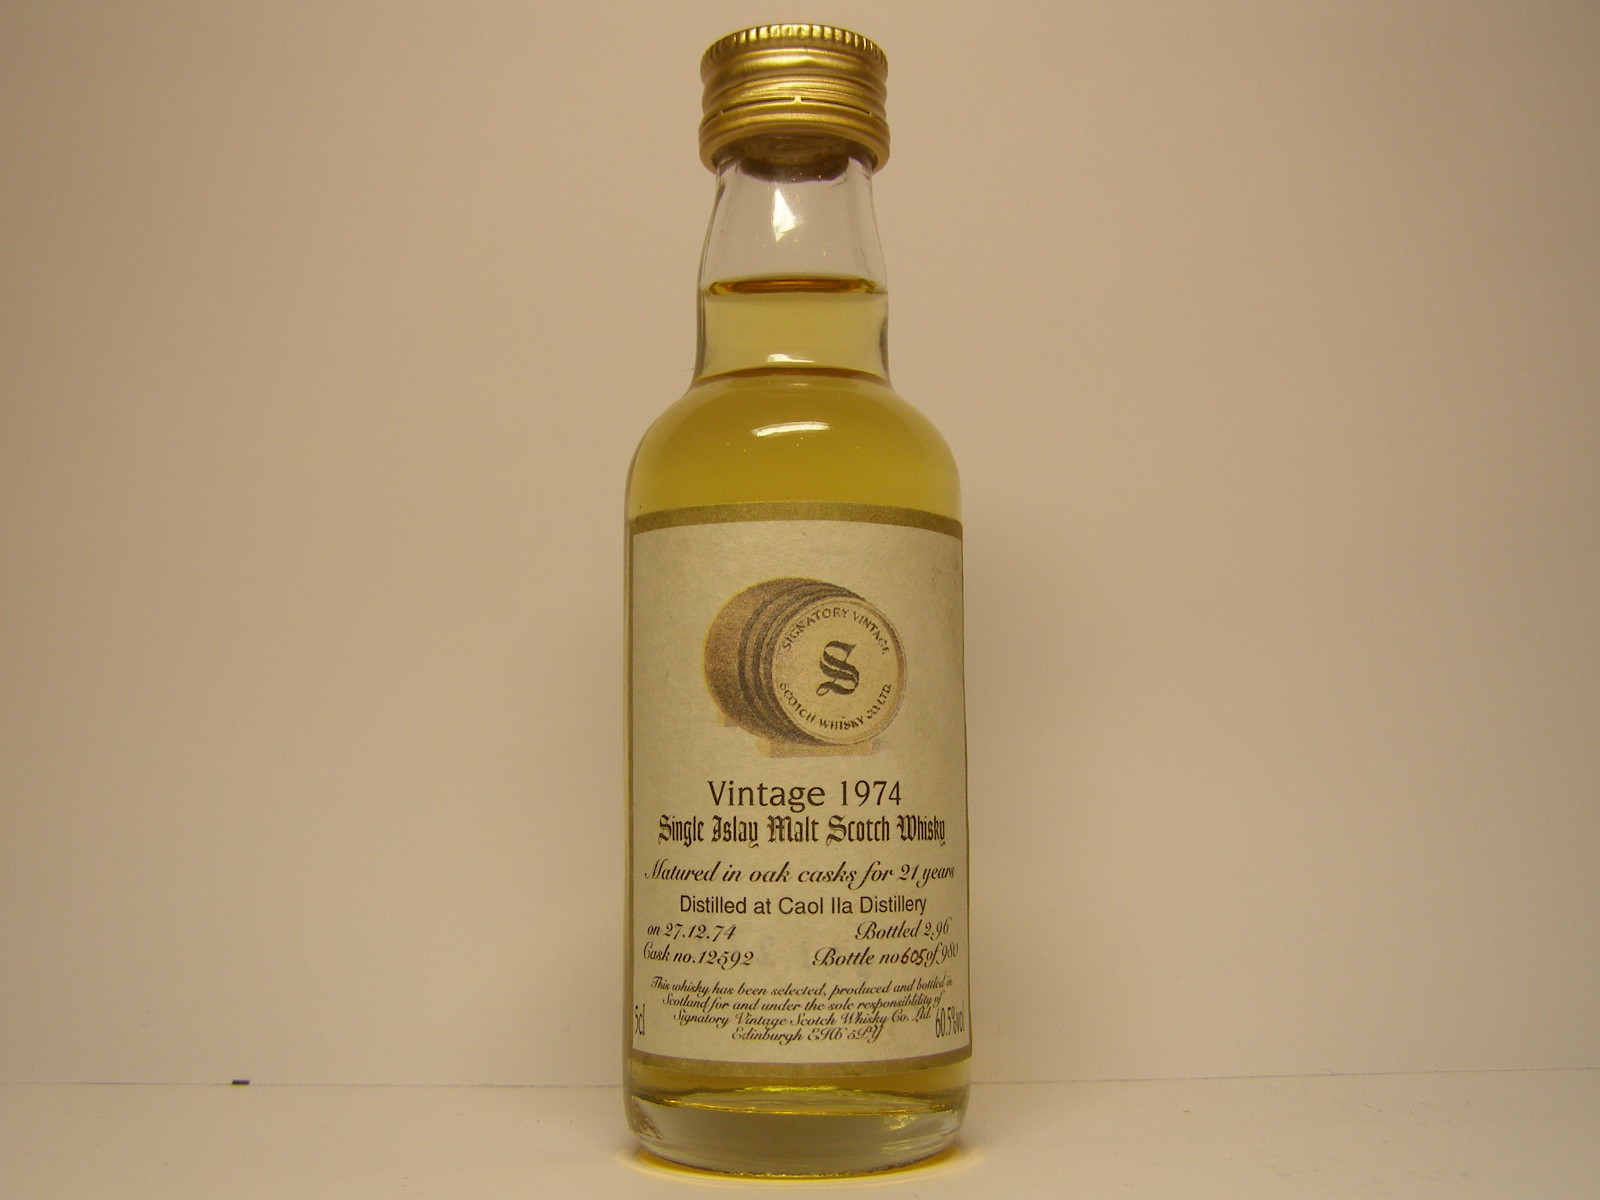 SIGNATORY VINTAGE
S
SCOTCH WHISKY CO. LTD.
Vintage 1974
Single Islay Malt Scotch Whisky
Matured in oak casks for 21 years
Distilled at Caol Ila Distillery
on 27.12.74 Bottled 2.96
Cask no.12592 Bottle no 605 of 980
This whisky has been selected, produced and bottled in
Scotland for and under the sole responsiblility of
Signatory Vintage Scotch Whisky Co. Ltd.
Edinburgh EH6 5PY
5cl 60.5%vol